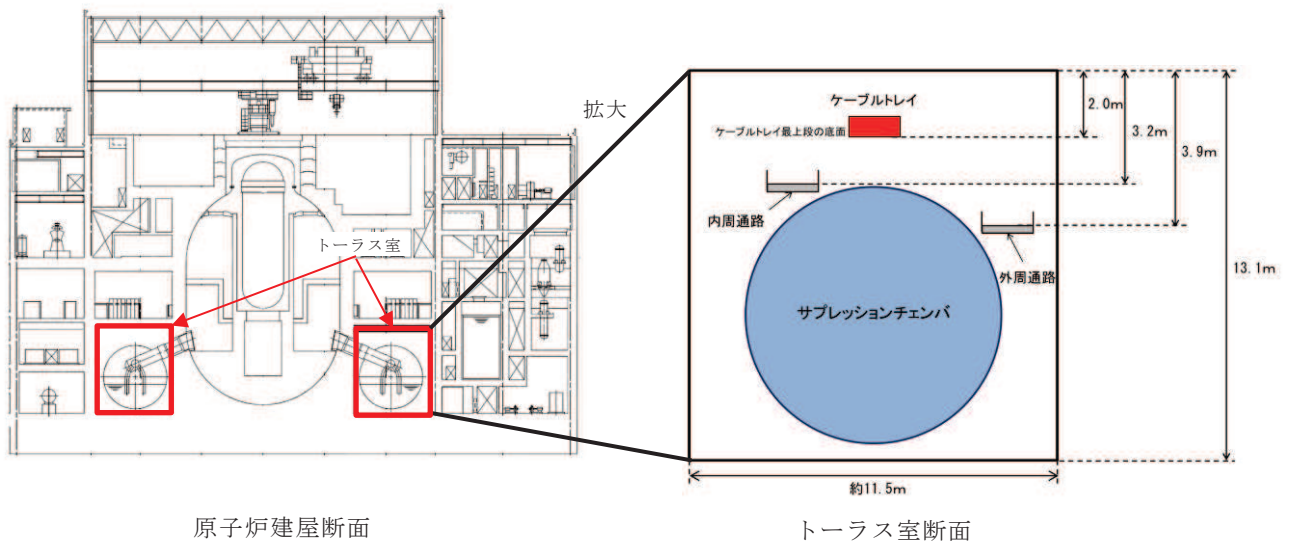 拡大
トーラス室
ケーブルトレイ
ケーブルトレイ最上段の底面
2.0m
3.2m
3.9m
内周通路
外周通路
13.1m
サプレッションチェンバ
約11.5m
原子炉建屋断面
トーラス室断面